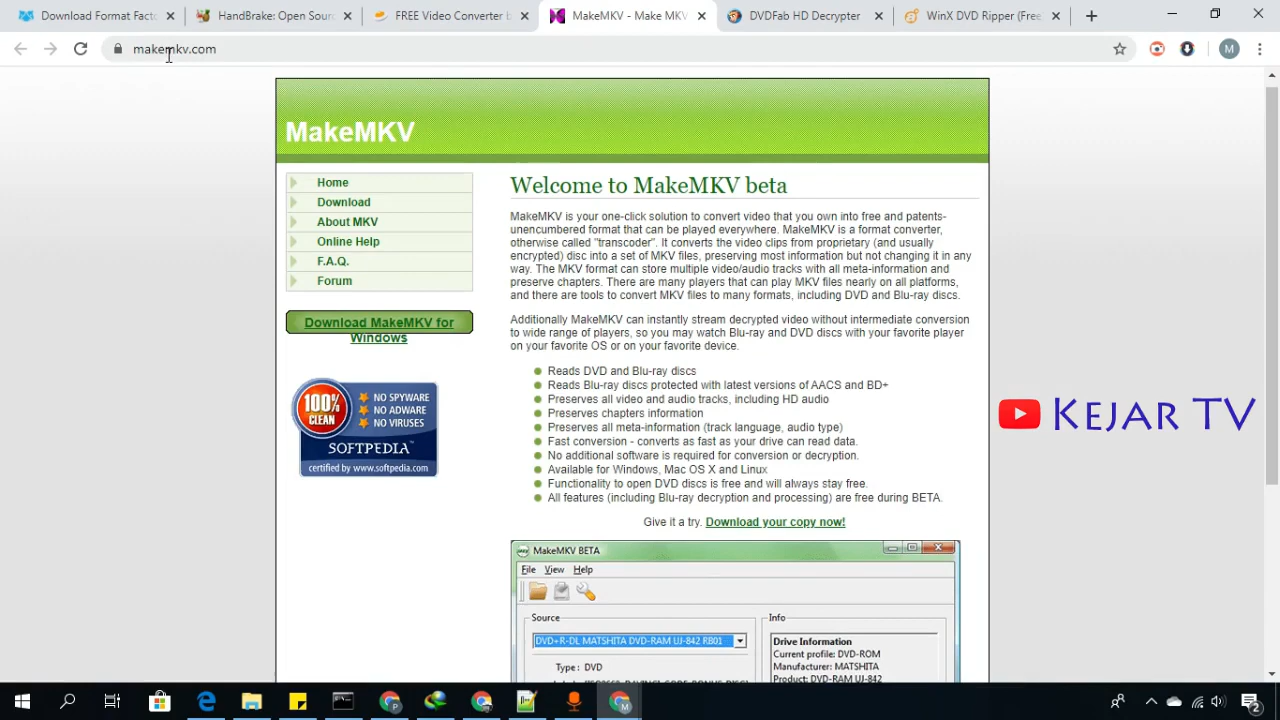 Download Format Facto
HandBrake: Open Sour
FREE Video Converter b
MakeMKV - Make MKV
DVDFab HD Decrypter
WinX DVD Ripper (Free
makemkv.com
M
MakeMKV
Home
Download
About MKV
Online Help
F.A.Q.
Forum
Download MakeMKV for
Windows
100%
CLEAN
NO SPYWARE
NO ADWARE
NO VIRUSES
SOFTPEDIA
certified by www.softpedia.com
Welcome to MakeMKV beta
MakeMKV is your one-click solution to convert video that you own into free and patents-
unencumbered format that can be played everywhere. MakeMKV is a format converter,
otherwise called "transcoder". It converts the video clips from proprietary (and usually
encrypted) disc into a set of MKV files, preserving most information but not changing it in any
way. The MKV format can store multiple video/audio tracks with all meta-information and
preserve chapters. There are many players that can play MKV files nearly on all platforms,
and there are tools to convert MKV files to many formats, including DVD and Blu-ray discs.
Additionally MakeMKV can instantly stream decrypted video without intermediate conversion
to wide range of players, so you may watch Blu-ray and DVD discs with your favorite player
on your favorite OS or on your favorite device.
Reads DVD and Blu-ray discs
Reads Blu-ray discs protected with latest versions of AACS and BD+
Preserves all video and audio tracks, including HD audio
Preserves chapters information
Preserves all meta-information (track language, audio type)
Fast conversion - converts as fast as your drive can read data.
No additional software is required for conversion or decryption.
Available for Windows, Mac OS X and Linux
Functionality to open DVD discs is free and will always stay free.
All features (including Blu-ray decryption and processing) are free during BETA.
Give it a try. Download your copy now!
KEJAR TV
MakeMKV BETA
File View Help
Source
DVD+R-DL MATSHITA DVD-RAM UJ-842 RB01
Type : DVD
Info
Drive Information
Current profile: DVD-ROM
Manufacturer: MATSHITA
Product: DVD-RAM UJ-842
2